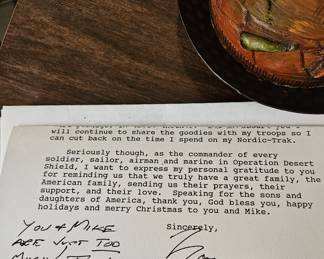 will continue to share the goodies with my troops so I
can cut back on the time I spend on my Nordic-Trak.
Seriously though, as the commander of every
soldier, sailor, airman and marine in Operation Desert
Shield, I want to express my personal gratitude to you
for reminding us that we truly have a great family, the
American family, sending us their prayers, their
support, and their love. Speaking for the sons and
daughters of America, thank you, God bless you, happy
holidays and merry Christmas to you and Mike.
Sincerely,
YOU & MIKE
ARE JUST TOO